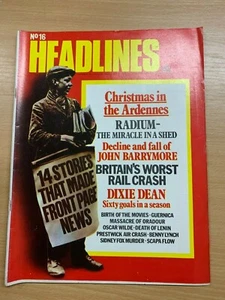 No 16
HEADLINES
Christmas in
the Ardennes
RADIUM–
THE MIRACLE IN A SHED
Decline and fall of
JOHN BARRYMORE
BRITAIN'S WORST
RAIL CRASH
DIXIE DEAN
Sixty goals in a season
BIRTH OF THE MOVIES · GUERNICA
MASSACRE OF ORADOUR
OSCAR WILDE · DEATH OF LENIN
PRESTWICK AIR CRASH · BENNY LYNCH
SIDNEY FOX MURDER · SCAPA FLOW
14 STORIES
THAT MADE
FRONT PAGE
NEWS